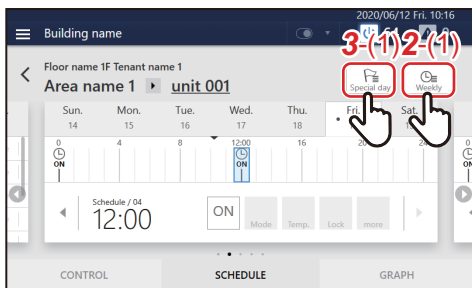 2020/06/12 Fri. 10:16
Building name
3-(1) 2-(1)
Floor name 1F Tenant name 1
Area name 1 unit 001
Special day Weekly
Sun. Mon. Tue. Wed. Thu. Fri. Sat.
14 15 16 17 18
0 4 8 12:00 16 20 24 0
ON ON ON
Schedule / 04
12:00 ON Mode Temp. Lock more
CONTROL SCHEDULE GRAPH